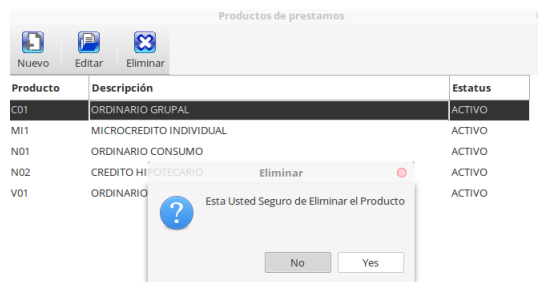 Productos de prestamos
Nuevo Editar Eliminar
Producto Descripción Estatus
C01 ORDINARIO GRUPAL ACTIVO
MI1 MICROCREDITO INDIVIDUAL ACTIVO
N01 ORDINARIO CONSUMO ACTIVO
N02 CREDITO HIPOTECARIO ACTIVO
V01 ORDINARIO ACTIVO
Eliminar
Esta Usted Seguro de Eliminar el Producto
No Yes